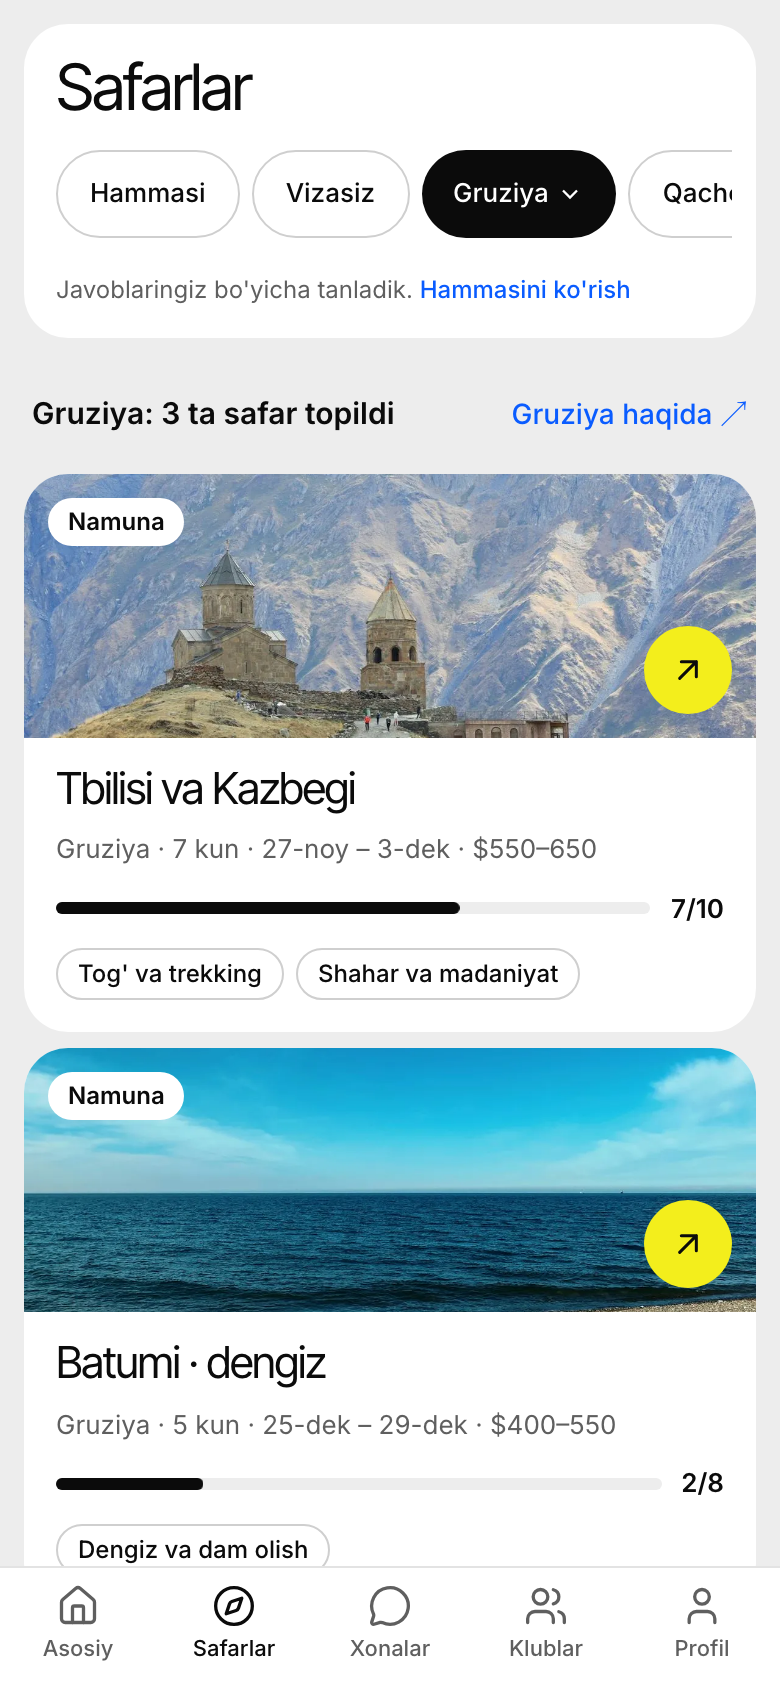 Safarlar
Hammasi
Vizasiz
Gruziya
Javoblaringiz bo'yicha tanladik. Hammasini ko'rish
Gruziya: 3 ta safar topildi
Gruziya haqida
Namuna
Tbilisi va Kazbegi
Gruziya · 7 kun · 27-noy – 3-dek · $550–650
7/10
Tog' va trekking
Shahar va madaniyat
Namuna
Batumi · dengiz
Gruziya · 5 kun · 25-dek – 29-dek · $400–550
2/8
Dengiz va dam olish
Asosiy
Safarlar
Xonalar
Klublar
Profil